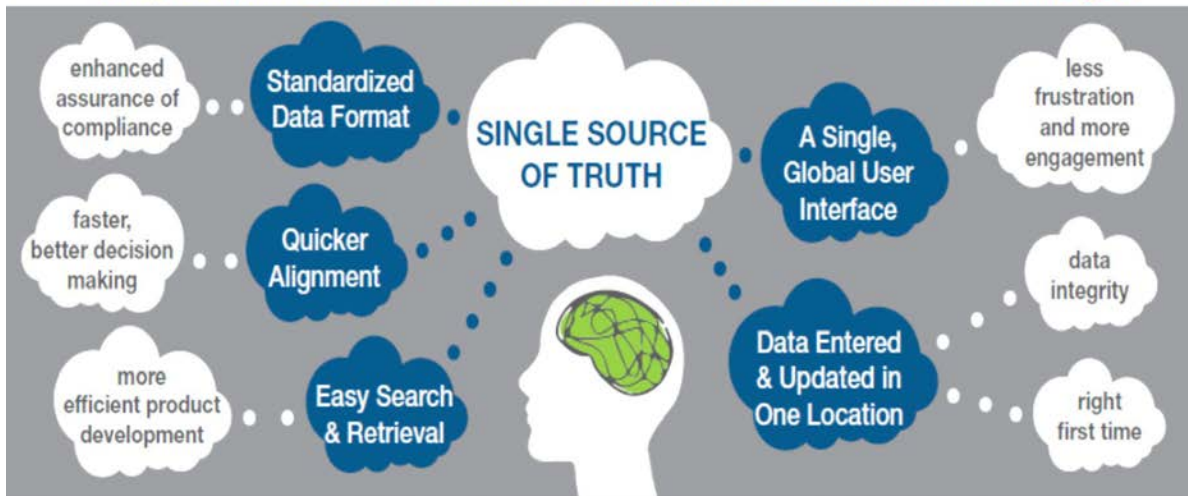 enhanced
assurance of
compliance
Standardized
Data Format
SINGLE SOURCE
OF TRUTH
A Single,
Global User
Interface
less
frustration
and more
engagement
faster,
better decision
making
Quicker
Alignment
data
integrity
more
efficient product
development
Easy Search
& Retrieval
Data Entered
& Updated in
One Location
right
first time